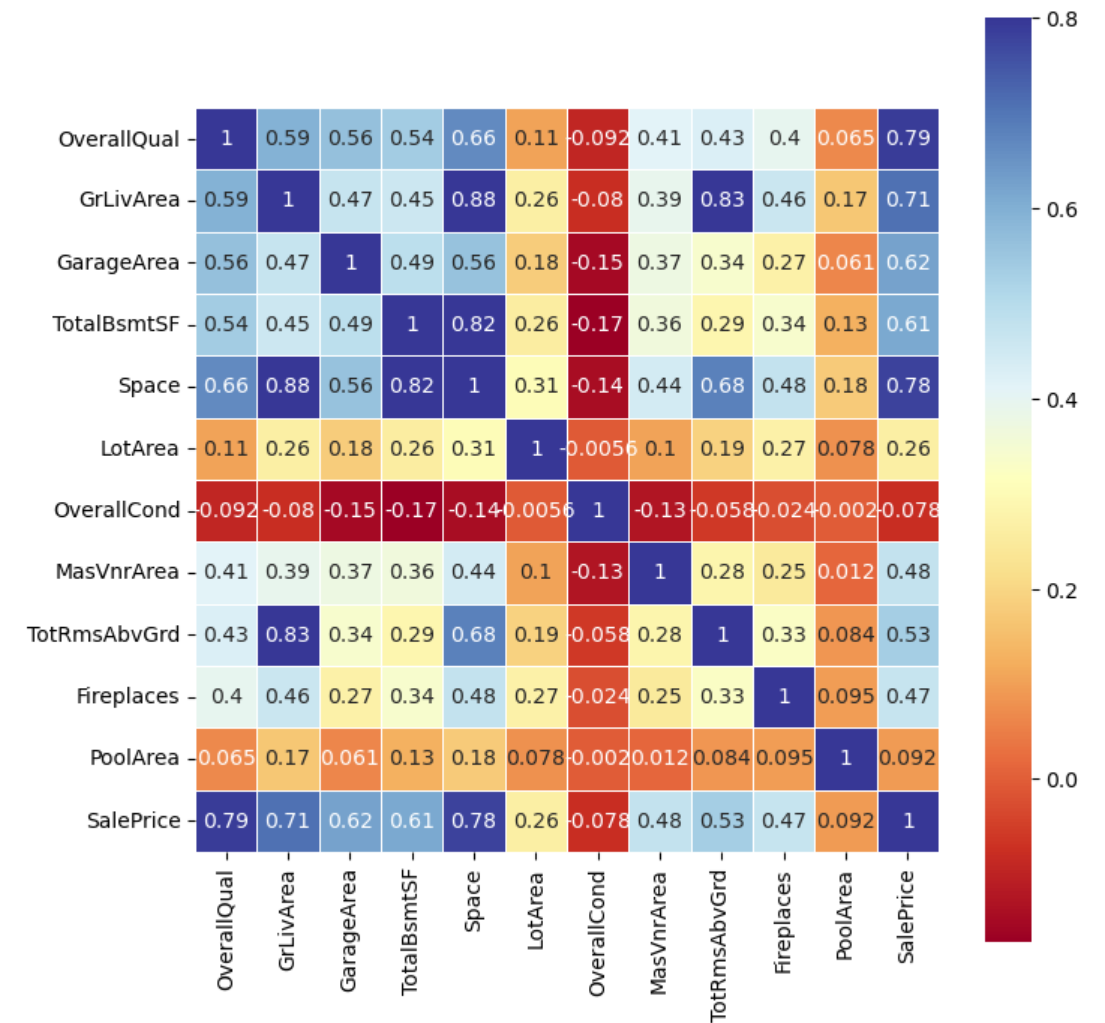 0.8
OverallQual 1 0.59 0.56 0.54 0.66 0.11 -0.092 0.41 0.43 0.4 0.065 0.79
GrLivArea 0.59 1 0.47 0.45 0.88 0.26 -0.08 0.39 0.83 0.46 0.17 0.71
0.6
GarageArea 0.56 0.47 1 0.49 0.56 0.18 -0.15 0.37 0.34 0.27 0.061 0.62
TotalBsmtSF 0.54 0.45 0.49 1 0.82 0.26 -0.17 0.36 0.29 0.34 0.13 0.61
Space 0.66 0.88 0.56 0.82 1 0.31 -0.14 0.44 0.68 0.48 0.18 0.78
0.4
LotArea 0.11 0.26 0.18 0.26 0.31 1 -0.0056 0.1 0.19 0.27 0.078 0.26
OverallCond -0.092 -0.08 -0.15 -0.17 -0.14 -0.0056 1 -0.13 -0.058 -0.024 -0.002 -0.078
MasVnrArea 0.41 0.39 0.37 0.36 0.44 0.1 -0.13 1 0.28 0.25 0.012 0.48
0.2
TotRmsAbvGrd 0.43 0.83 0.34 0.29 0.68 0.19 -0.058 0.28 1 0.33 0.084 0.53
Fireplaces 0.4 0.46 0.27 0.34 0.48 0.27 -0.024 0.25 0.33 1 0.095 0.47
PoolArea 0.065 0.17 0.061 0.13 0.18 0.078 -0.002 0.012 0.084 0.095 1 0.092
0.0
SalePrice 0.79 0.71 0.62 0.61 0.78 0.26 -0.078 0.48 0.53 0.47 0.092 1
OverallQual
GrLivArea
GarageArea
TotalBsmtSF
Space
LotArea
OverallCond
MasVnrArea
TotRmsAbvGrd
Fireplaces
PoolArea
SalePrice